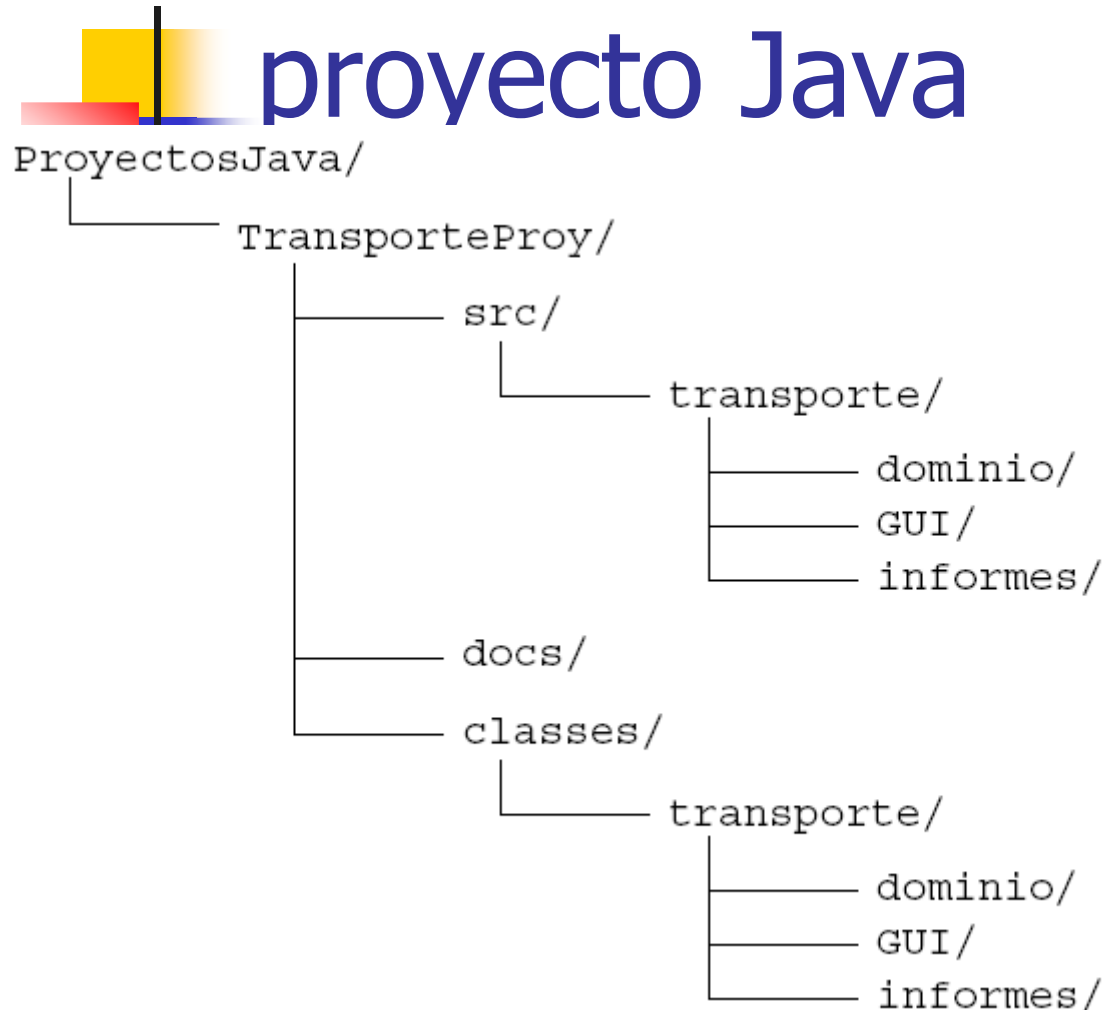 proyecto Java
ProyectosJava/
TransporteProy/
src/
transporte/
dominio/
GUI/
informes/
docs/
classes/
transporte/
dominio/
GUI/
informes/